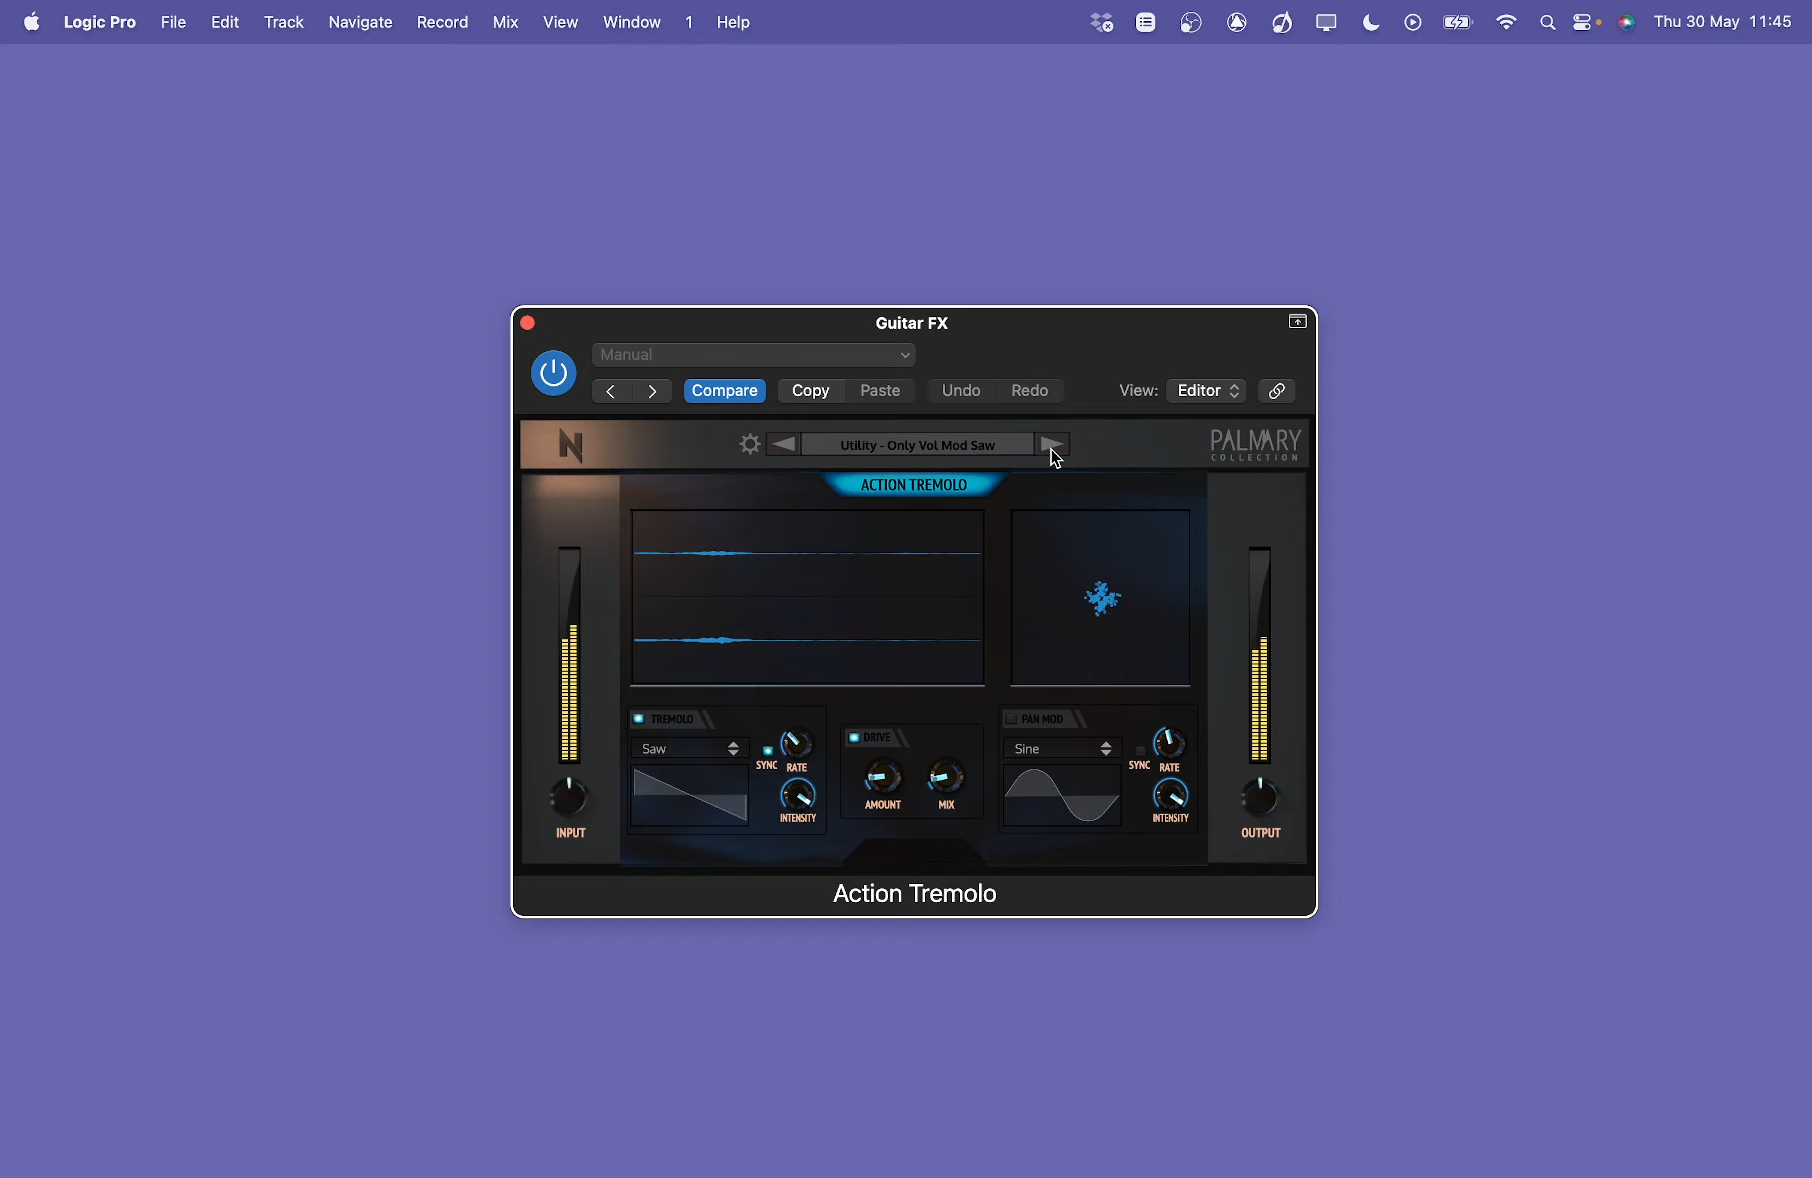 Logic Pro File Edit Track Navigate Record Mix View Window 1 Help Thu 30 May 11:45
Guitar FX
Manual
Compare Copy Paste Undo Redo View: Editor
N Utility - Only Vol Mod Saw PALMARY
COLLECTION
ACTION TREMOLO
TREMOLO PAN MOD
DRIVE
Saw Sine
SYNC RATE SYNC RATE
AMOUNT MIX
INTENSITY INTENSITY
INPUT OUTPUT
Action Tremolo